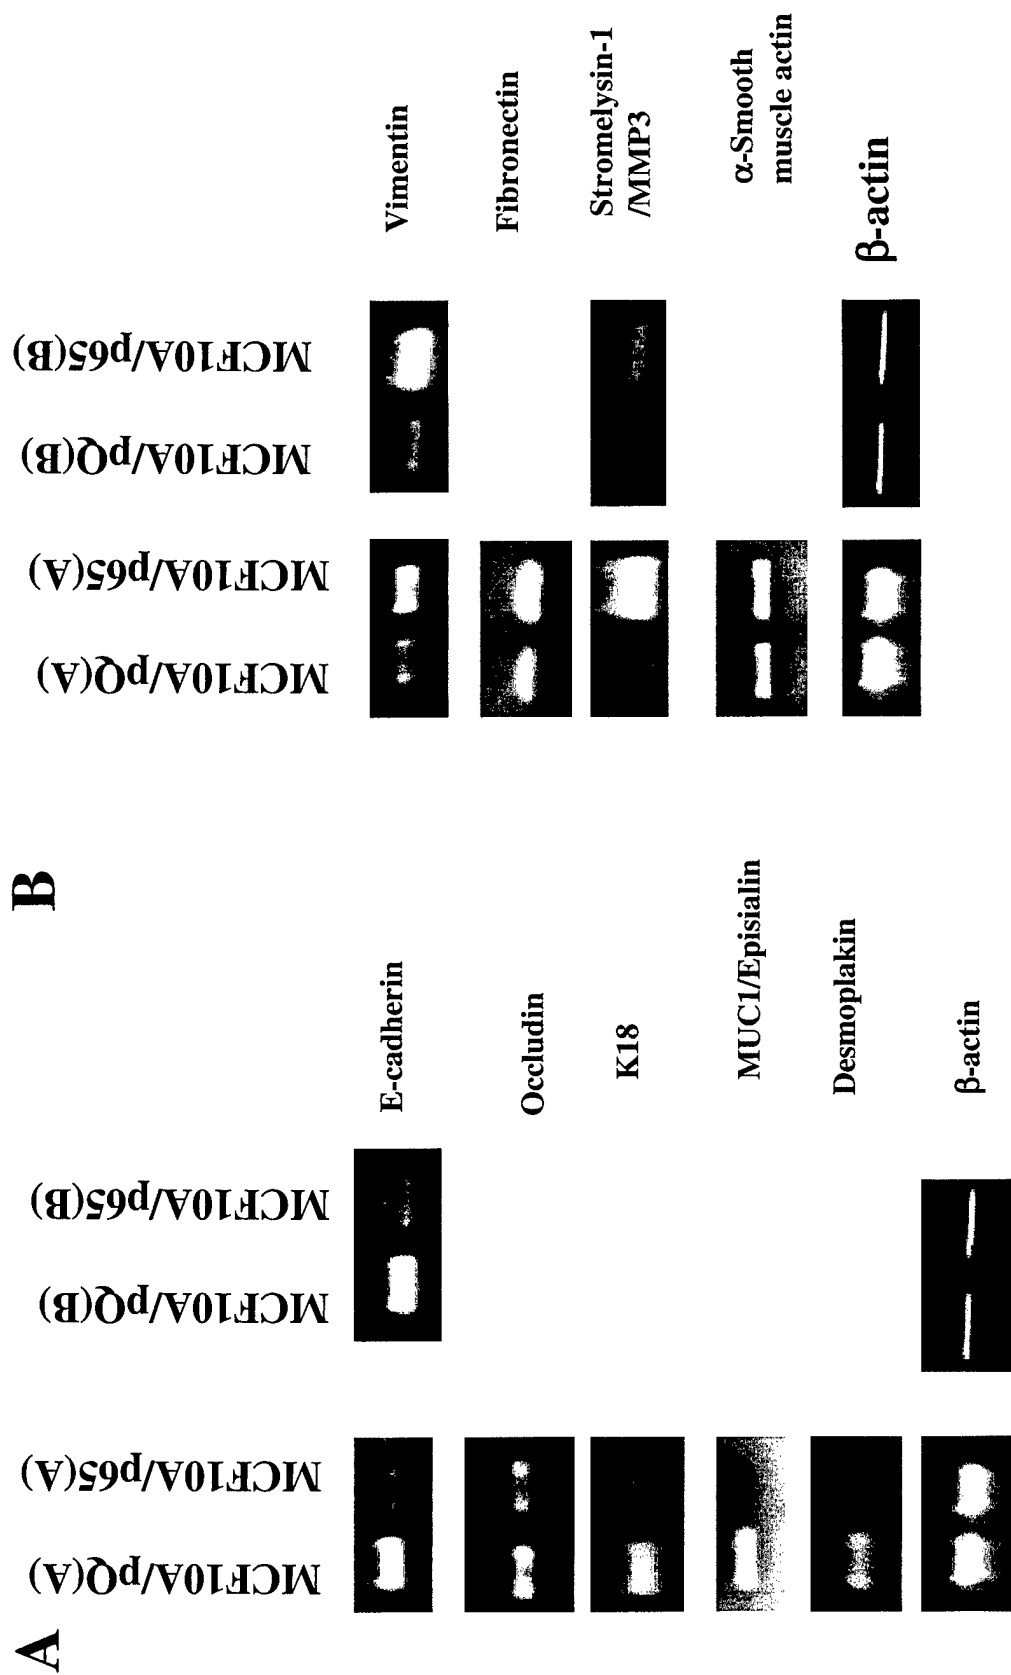 A
MCF10A/pQ(A)
MCF10A/p65(A)
MCF10A/pQ(B)
MCF10A/p65(B)
E-cadherin
Occludin
K18
MUC1/Episialin
Desmoplakin
β-actin
B
MCF10A/pQ(A)
MCF10A/p65(A)
MCF10A/pQ(B)
MCF10A/p65(B)
Vimentin
Fibronectin
Stromelysin-1
/MMP3
α-Smooth
muscle actin
β-actin